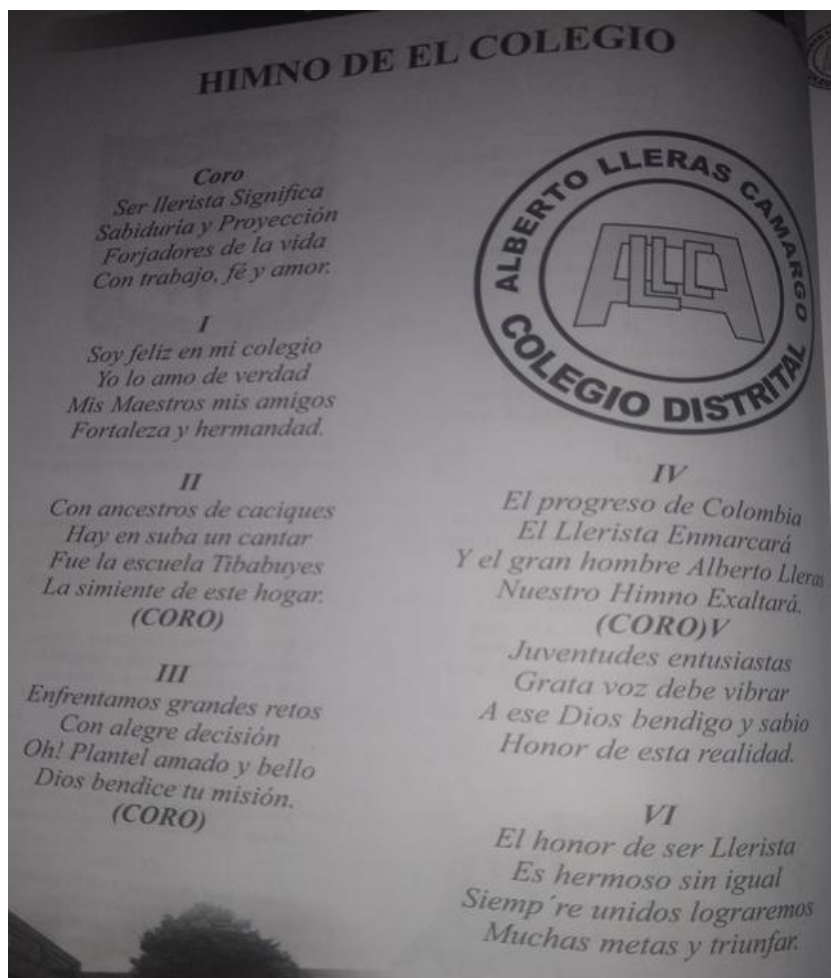 HIMNO DE EL COLEGIO
Coro
Ser llerista Significa
Sabiduría y Proyección
Forjadores de la vida
Con trabajo, fé y amor.
I
Soy feliz en mi colegio
Yo lo amo de verdad
Mis Maestros mis amigos
Fortaleza y hermandad.
II
Con ancestros de caciques
Hay en suba un cantar
Fue la escuela Tibabuyes
La simiente de este hogar.
(CORO)
III
Enfrentamos grandes retos
Con alegre decisión
Oh! Plantel amado y bello
Dios bendice tu misión.
(CORO)
ALBERTO LLERAS CAMARGO
ALLCA
COLEGIO DISTRITAL
IV
El progreso de Colombia
El Llerista Enmarcará
Y el gran hombre Alberto Lleras
Nuestro Himno Exaltará.
(CORO)V
Juventudes entusiastas
Grata voz debe vibrar
A ese Dios bendigo y sabio
Honor de esta realidad.
VI
El honor de ser Llerista
Es hermoso sin igual
Siemp´re unidos lograremos
Muchas metas y triunfar.